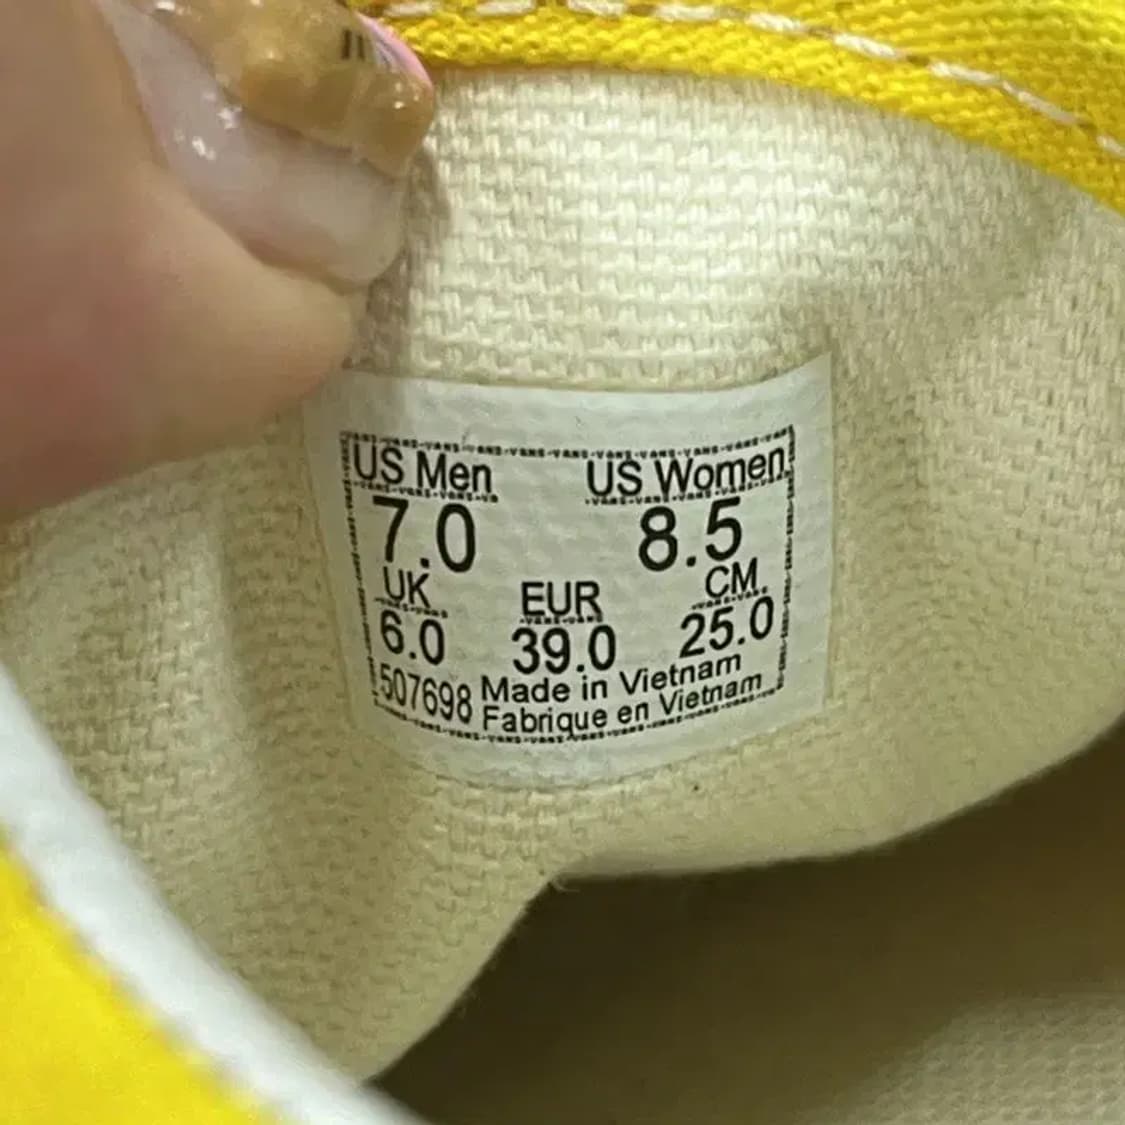 US Men US Women
7.0 8.5
UK EUR CM
6.0 39.0 25.0
507698 Made in Vietnam
Fabrique en Vietnam